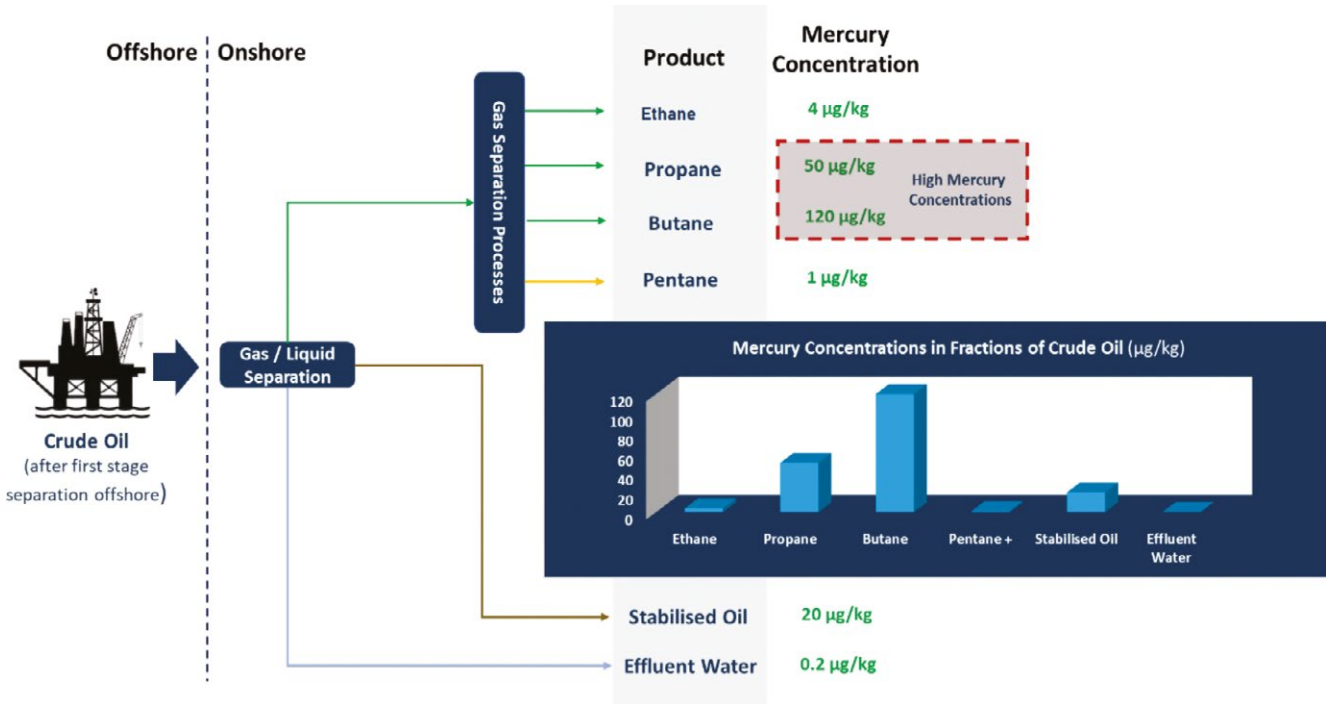 Offshore
Onshore
Product
Mercury
Concentration
Gas Separation Processes
Ethane
4 µg/kg
Propane
50 µg/kg
High Mercury
Concentrations
Butane
120 µg/kg
Pentane
1 µg/kg
Gas / Liquid
Separation
Crude Oil
(after first stage
separation offshore)
Mercury Concentrations in Fractions of Crude Oil (µg/kg)
120
100
80
60
40
20
0
Ethane
Propane
Butane
Pentane +
Stabilised Oil
Effluent
Water
Stabilised Oil
20 µg/kg
Effluent Water
0.2 µg/kg